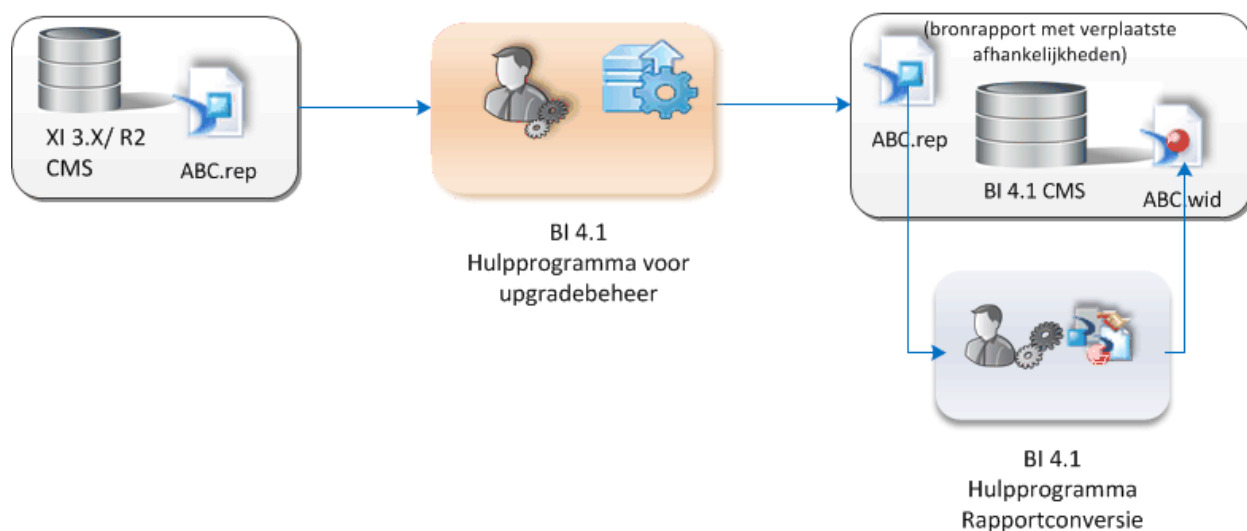 XI 3.X/ R2
CMS
ABC.rep
BI 4.1
Hulpprogramma voor
upgradebeheer
(bronrapport met verplaatste
afhankelijkheden)
ABC.rep
BI 4.1 CMS
ABC.wid
BI 4.1
Hulpprogramma
Rapportconversie